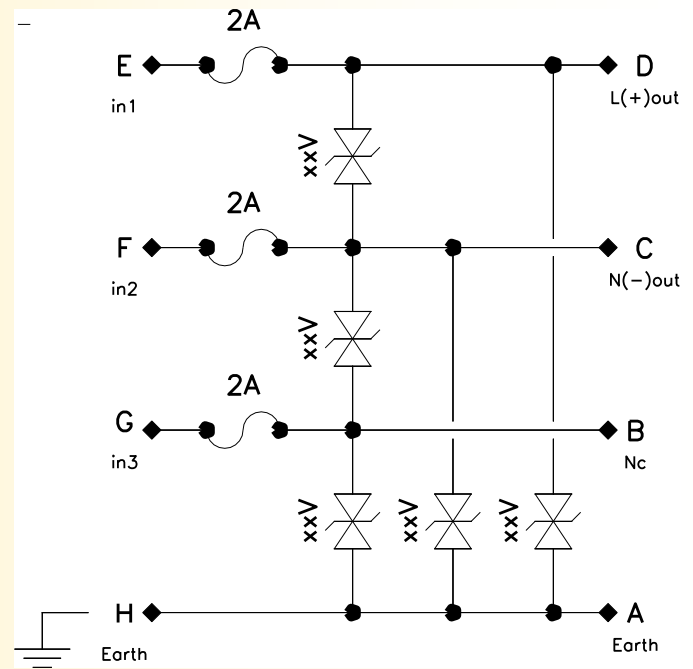 2A
E
D
in1
L(+)out
xxV
2A
F
C
in2
N(-)out
xxV
2A
G
B
in3
Nc
xxV
xxV
xxV
H
A
Earth
Earth